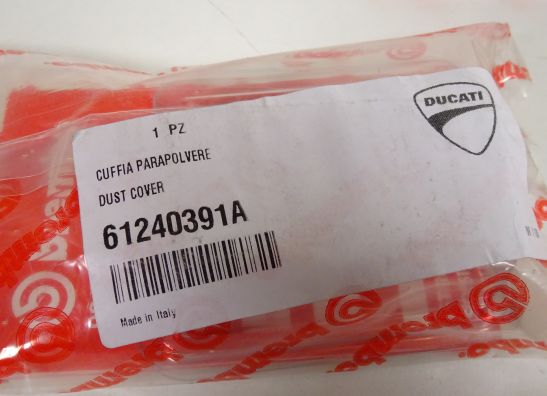 1 PZ
DUCATI
CUFFIA PARAPOLVERE
DUST COVER
61240391A
Made in Italy
brembo
brembo
brembo